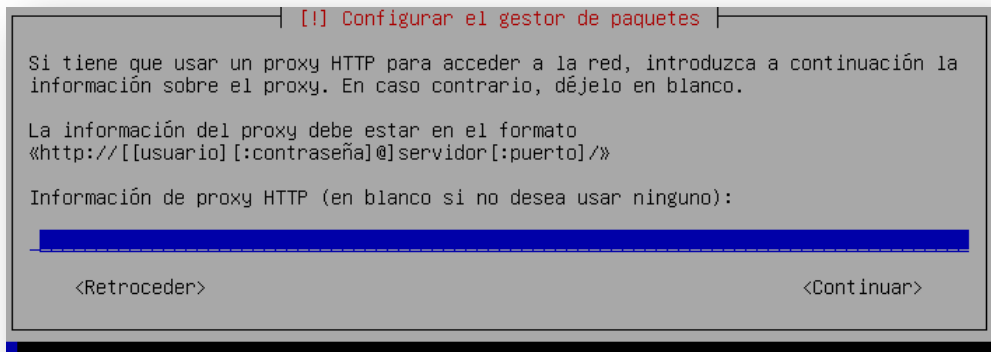 [!] Configurar el gestor de paquetes
Si tiene que usar un proxy HTTP para acceder a la red, introduzca a continuación la
información sobre el proxy. En caso contrario, déjelo en blanco.
La información del proxy debe estar en el formato
«http://[[usuario][:contraseña]@]servidor[:puerto]/»
Información de proxy HTTP (en blanco si no desea usar ninguno):
<Retroceder> <Continuar>